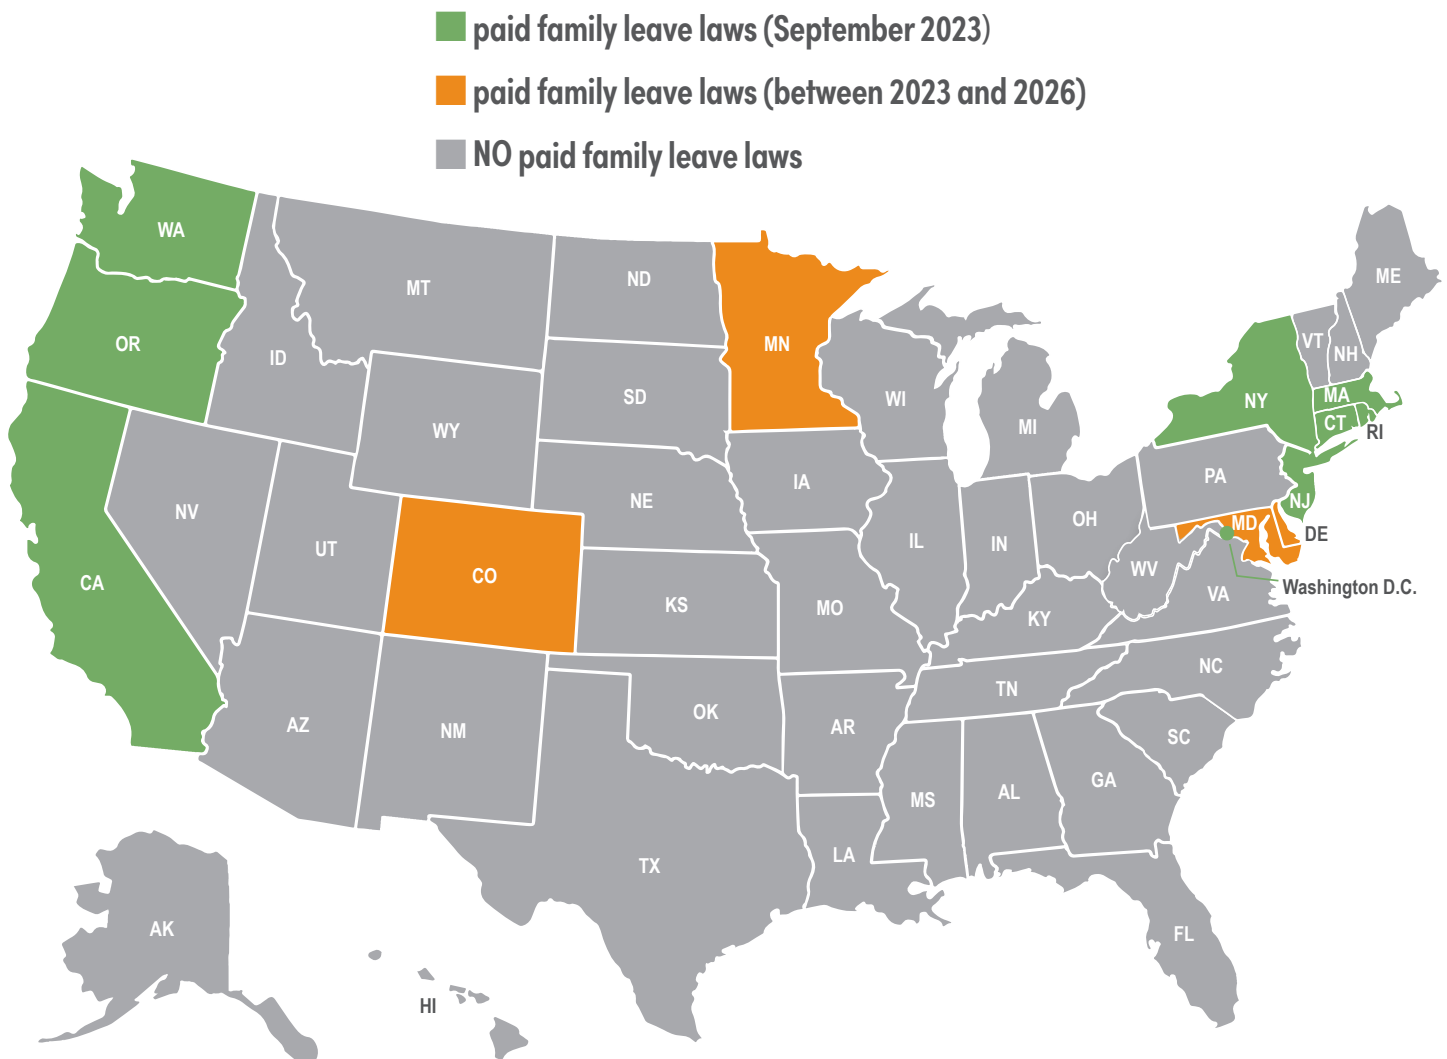 paid family leave laws (September 2023)
paid family leave laws (between 2023 and 2026)
NO paid family leave laws
WA
MT
ND
ME
OR
ID
MN
VT
NH
SD
WI
NY
MA
WY
MI
CT
RI
IA
PA
NV
NE
NJ
OH
MD
DE
UT
IL
IN
CO
WV
CA
Washington D.C.
VA
KS
MO
KY
NC
TN
AZ
NM
OK
AR
SC
GA
MS
AL
LA
TX
AK
FL
HI